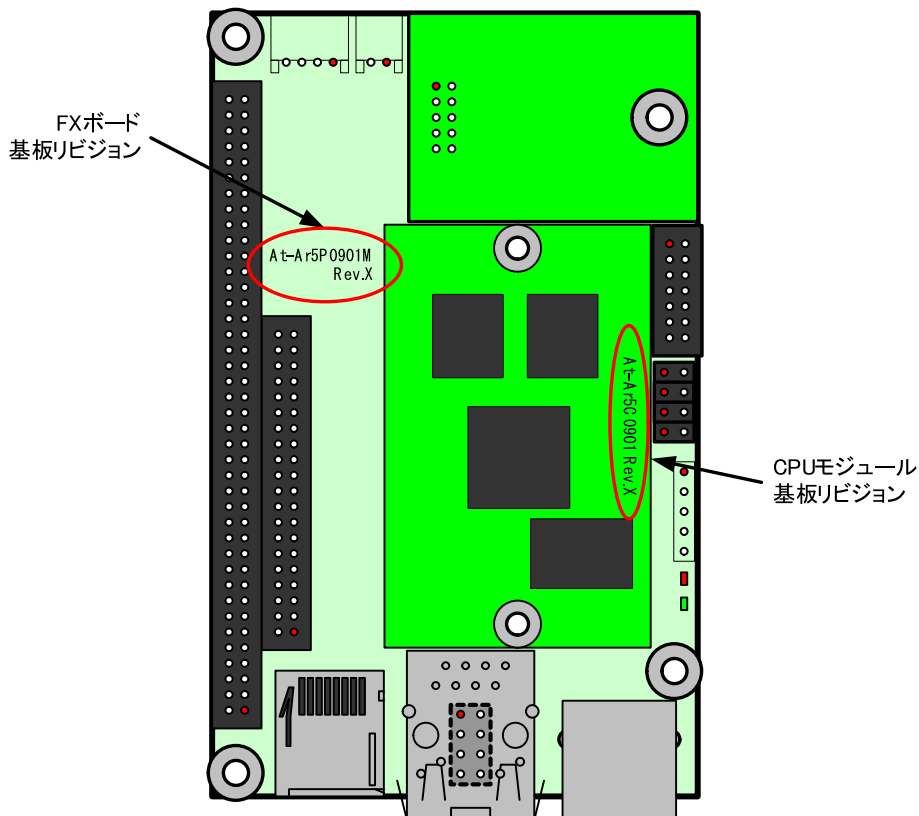 FXボード
基板リビジョン
At-Ar5P0901M
Rev.X
At-Ar5C0901 Rev.X
CPUモジュール
基板リビジョン